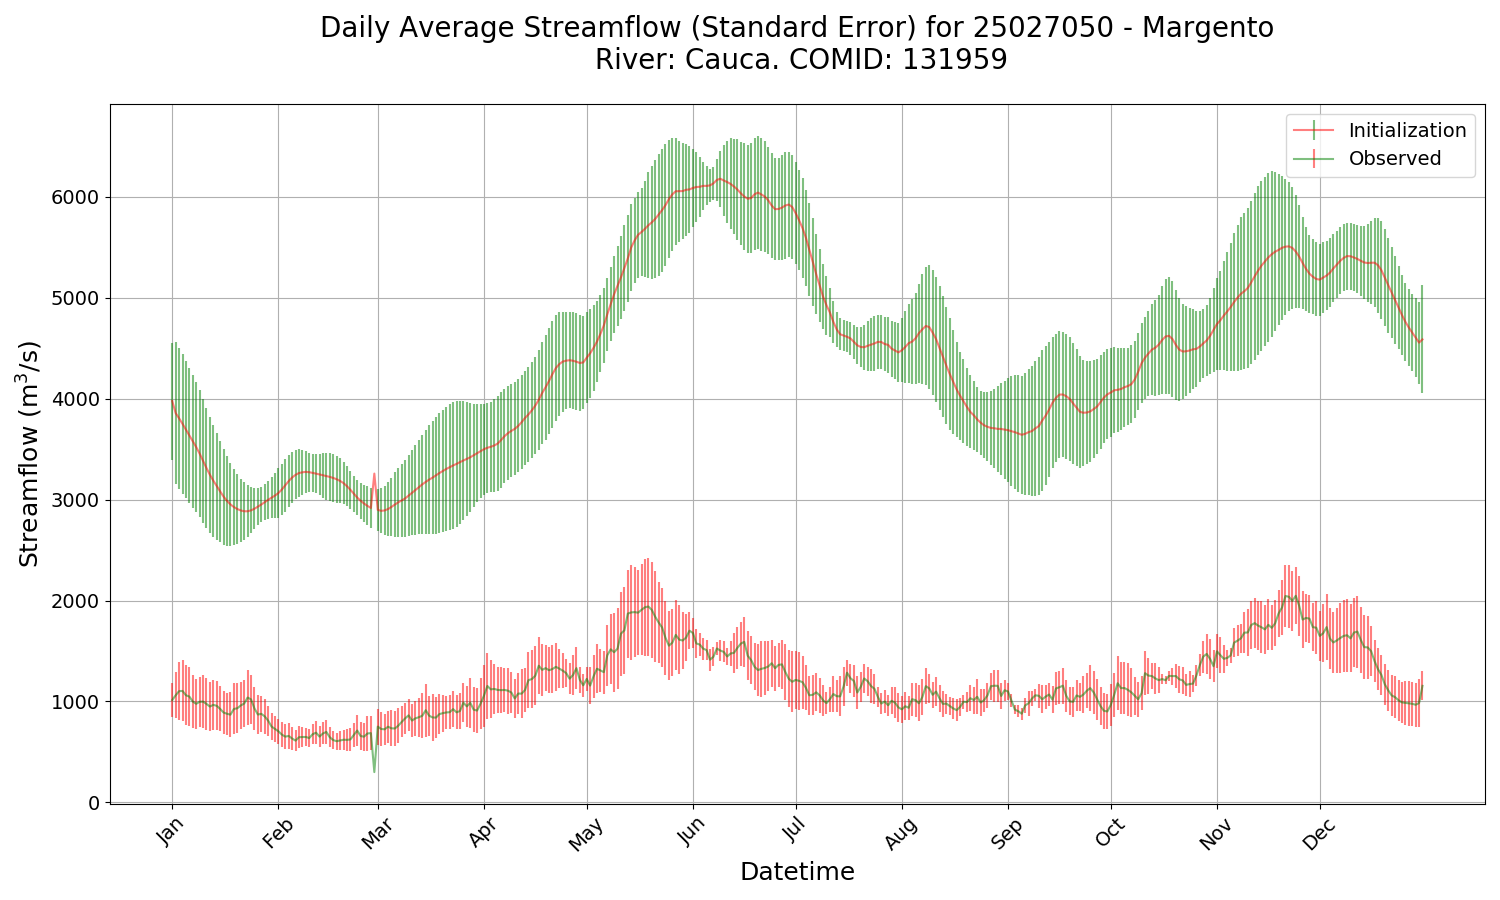 Daily Average Streamflow (Standard Error) for 25027050 - Margento
River: Cauca. COMID: 131959
Initialization
Observed
Streamflow (m³/s)
6000
5000
4000
3000
2000
1000
0
Jan
Feb
Mar
Apr
May
Jun
Jul
Aug
Sep
Oct
Nov
Dec
Datetime